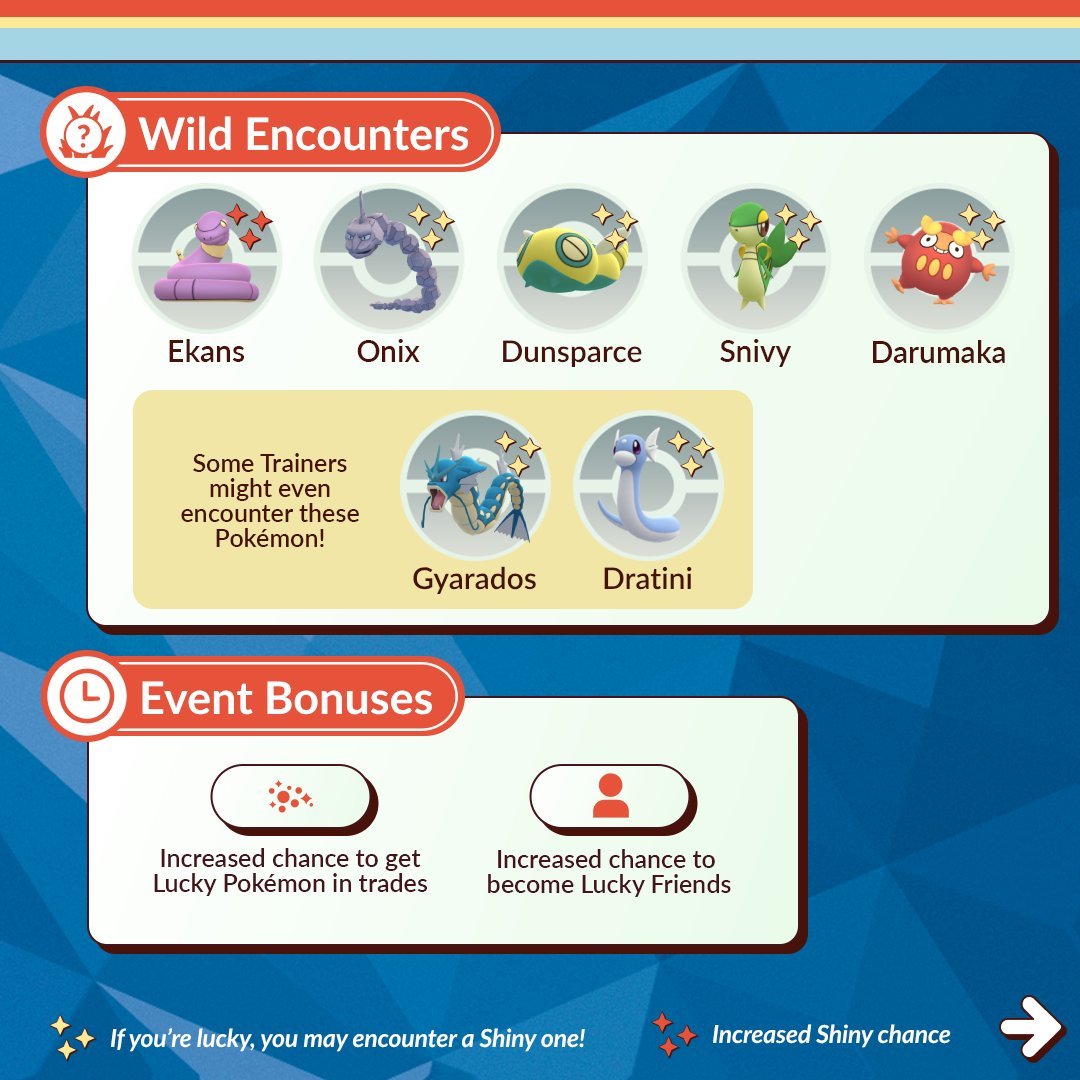 ?
Wild Encounters
Ekans
Onix
Dunsparce
Snivy
Darumaka
Some Trainers
might even
encounter these
Pokémon!
Gyarados
Dratini
Event Bonuses
Increased chance to get
Lucky Pokémon in trades
Increased chance to
become Lucky Friends
If you're lucky, you may encounter a Shiny one!
Increased Shiny chance